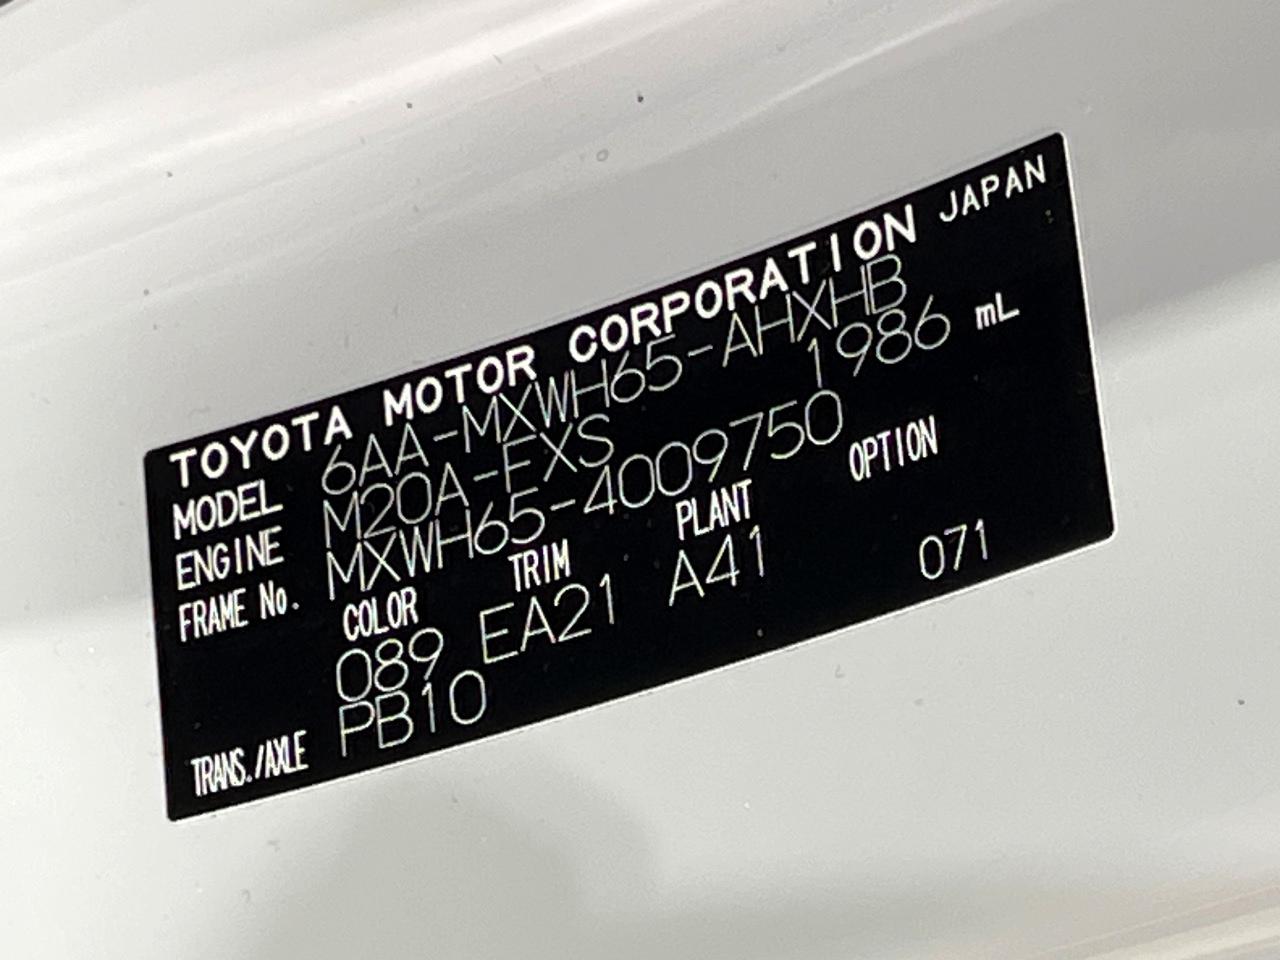 TOYOTA MOTOR CORPORATION JAPAN
MODEL 6AA-MXWH65-AHXHB
ENGINE M20A-FXS 1986 mL
FRAME No. MXWH65-4009750
COLOR TRIM PLANT OPTION
089 EA21 A41 071
TRANS./AXLE PB10